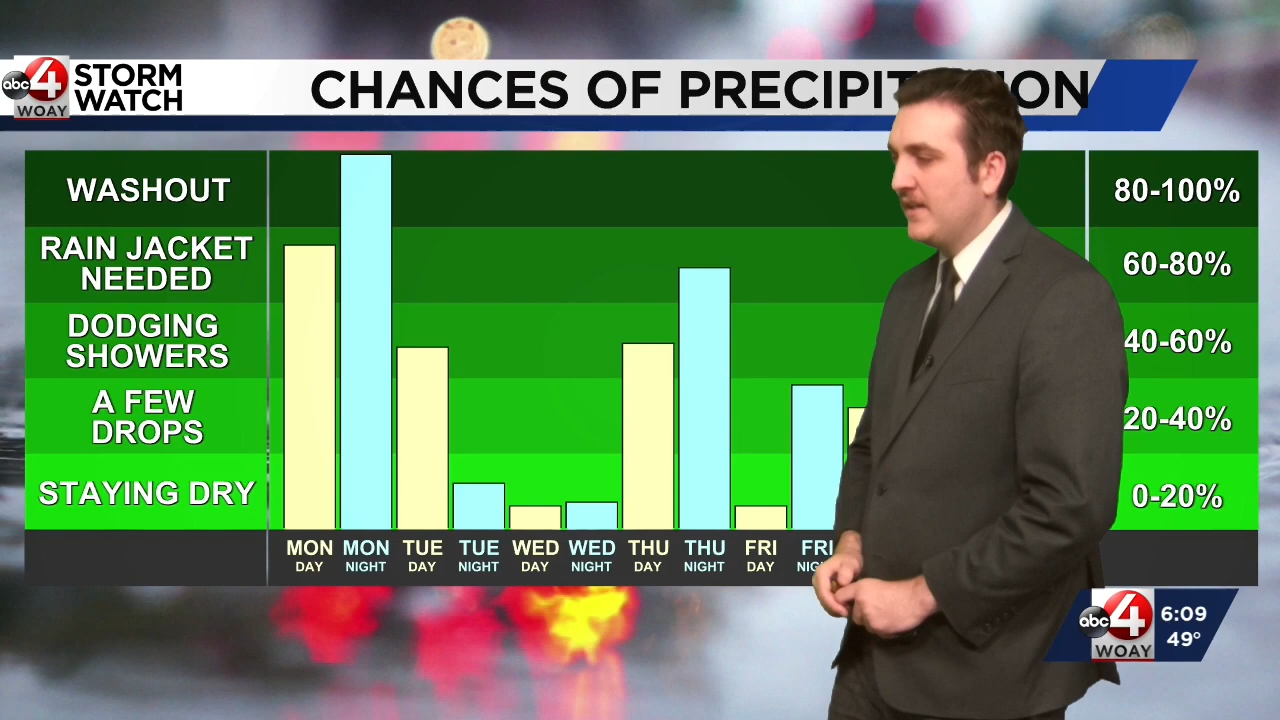 abc 4
WOAY
STORM
WATCH
CHANCES OF
WASHOUT
80-100%
RAIN JACKET
NEEDED
60-80%
DODGING
SHOWERS
40-60%
A FEW
DROPS
20-40%
STAYING DRY
0-20%
MON MON TUE TUE WED WED THU THU FRI FRI
DAY NIGHT DAY NIGHT DAY NIGHT DAY NIGHT DAY
abc 4
WOAY
6:09
49°